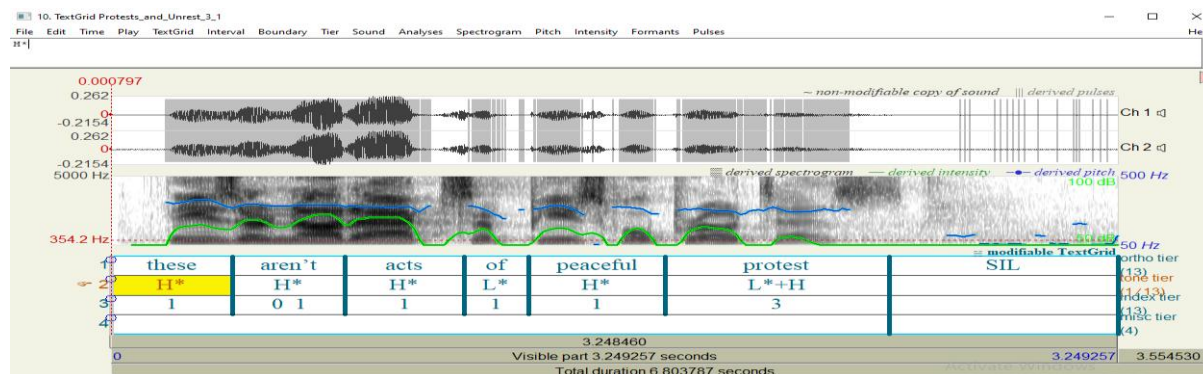 10. TextGrid Protests_and_Unrest_3_1
File Edit Time Play TextGrid Interval Boundary Tier Sound Analyses Spectrogram Pitch Intensity Formants Pulses He
H*
0.000797
0.262
~ non-modifiable copy of sound ||| derived pulses
0
Ch 1
-0.2154
0.262
0
Ch 2
-0.2154
5000 Hz
derived spectrogram derived intensity derived pitch
500 Hz
100 dB
354.2 Hz
50 dB
50 Hz
modifiable TextGrid
1 these aren't acts of peaceful protest SIL ortho tier
(13)
2 H* H* H* L* H* L*+H tone tier
(1 / 13)
3 1 0 1 1 1 1 3 index tier
(13)
4 misc tier
(4)
3.248460
0 Visible part 3.249257 seconds 3.249257 3.554530
Total duration 6.803787 seconds
Activate Windows